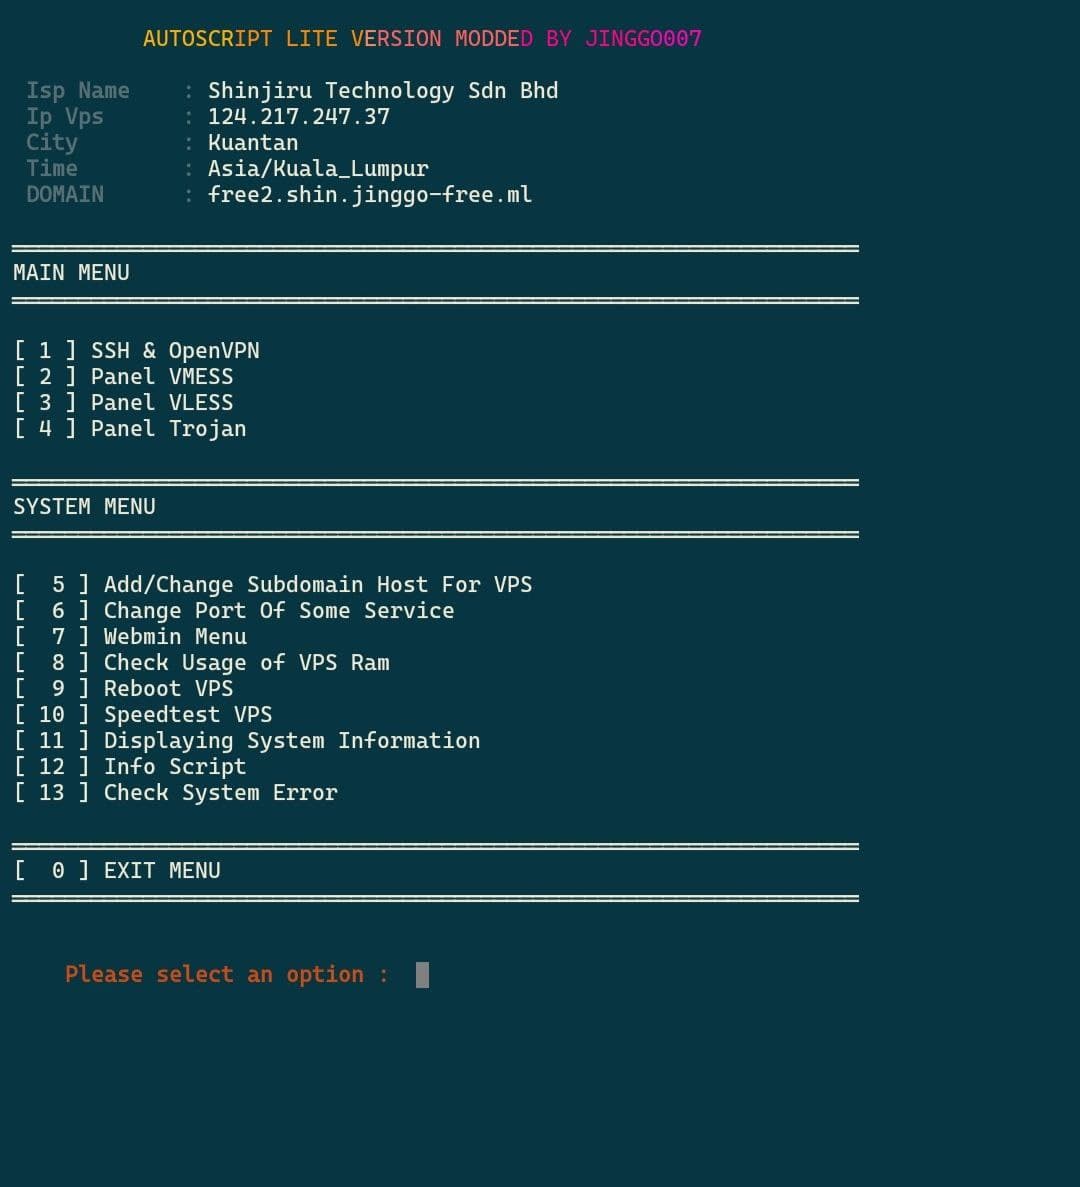 AUTOSCRIPT LITE VERSION MODDED BY JINGGO007
Isp Name : Shinjiru Technology Sdn Bhd
Ip Vps : 124.217.247.37
City : Kuantan
Time : Asia/Kuala_Lumpur
DOMAIN : free2.shin.jinggo-free.ml
MAIN MENU
[ 1 ] SSH & OpenVPN
[ 2 ] Panel VMESS
[ 3 ] Panel VLESS
[ 4 ] Panel Trojan
SYSTEM MENU
[ 5 ] Add/Change Subdomain Host For VPS
[ 6 ] Change Port Of Some Service
[ 7 ] Webmin Menu
[ 8 ] Check Usage of VPS Ram
[ 9 ] Reboot VPS
[ 10 ] Speedtest VPS
[ 11 ] Displaying System Information
[ 12 ] Info Script
[ 13 ] Check System Error
[ 0 ] EXIT MENU
Please select an option :